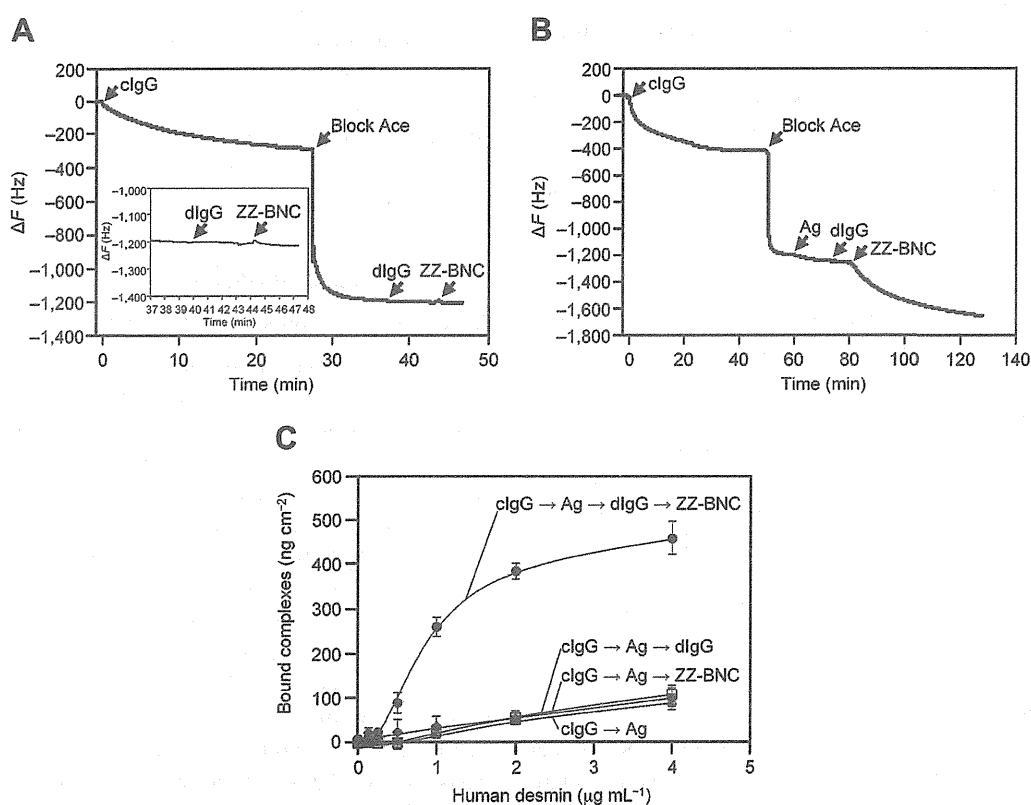 A
200
0
−200
−400
−600
−800
−1,000
−1,200
−1,400
ΔF (Hz)
cIgG
Block Ace
dIgG
ZZ-BNC
0
10
20
30
40
50
Time (min)
−1,000
−1,100
−1,200
−1,300
−1,400
ΔF (Hz)
dIgG
ZZ-BNC
37 38 39 40 41 42 43 44 45 46 47 48
Time (min)
B
200
0
−200
−400
−600
−800
−1,000
−1,200
−1,400
−1,600
−1,800
ΔF (Hz)
cIgG
Block Ace
Ag
dIgG
ZZ-BNC
0
20
40
60
80
100
120
140
Time (min)
C
600
500
400
300
200
100
0
Bound complexes (ng cm⁻²)
cIgG → Ag → dIgG → ZZ-BNC
cIgG → Ag → dIgG
cIgG → Ag → ZZ-BNC
cIgG → Ag
0
1
2
3
4
5
Human desmin (µg mL⁻¹)